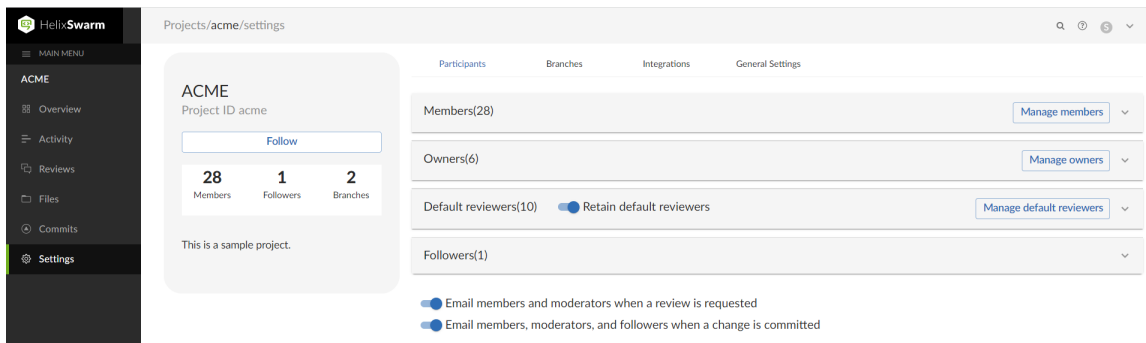 HelixSwarm
Projects/acme/settings
S
MAIN MENU
ACME
Overview
Activity
Reviews
Files
Commits
Settings
ACME
Project ID acme
Follow
28 1 2
Members Followers Branches
This is a sample project.
Participants Branches Integrations General Settings
Members(28) Manage members
Owners(6) Manage owners
Default reviewers(10) Retain default reviewers Manage default reviewers
Followers(1)
Email members and moderators when a review is requested
Email members, moderators, and followers when a change is committed